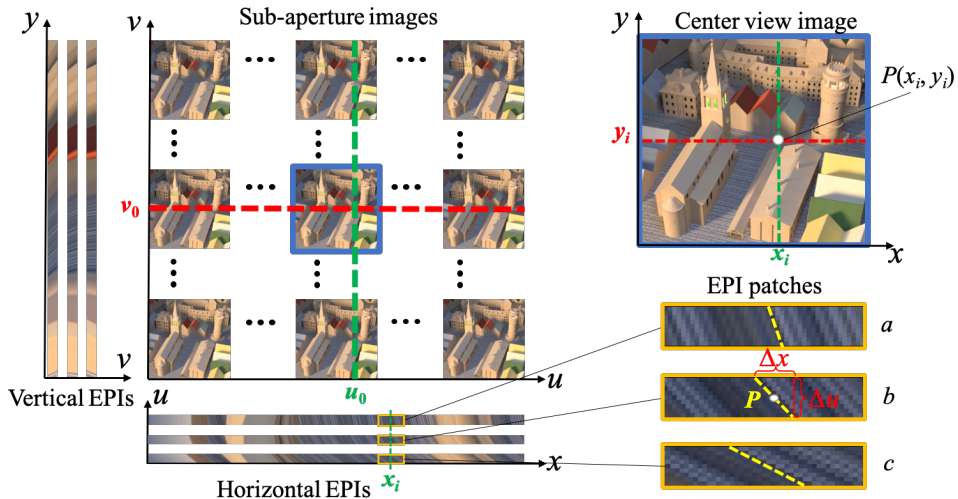 y
v
Sub-aperture images
v₀
v
u
u₀
Vertical EPIs
u
x
xᵢ
Horizontal EPIs
Center view image
y
P(xᵢ, yᵢ)
yᵢ
x
xᵢ
EPI patches
a
Δx
P
Δu
b
c